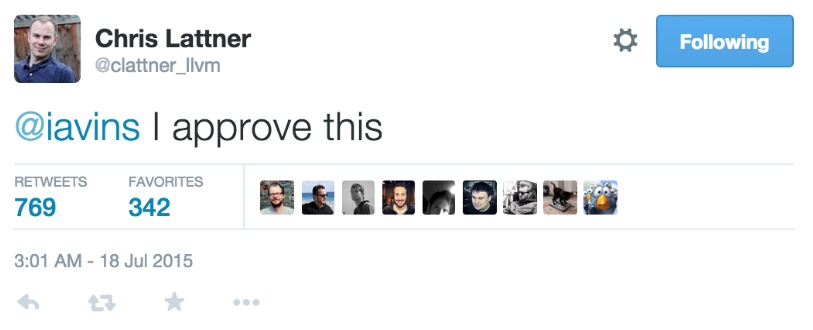 Chris Lattner
@clattner_llvm
Following
@iavins I approve this
RETWEETS FAVORITES
769 342
3:01 AM - 18 Jul 2015